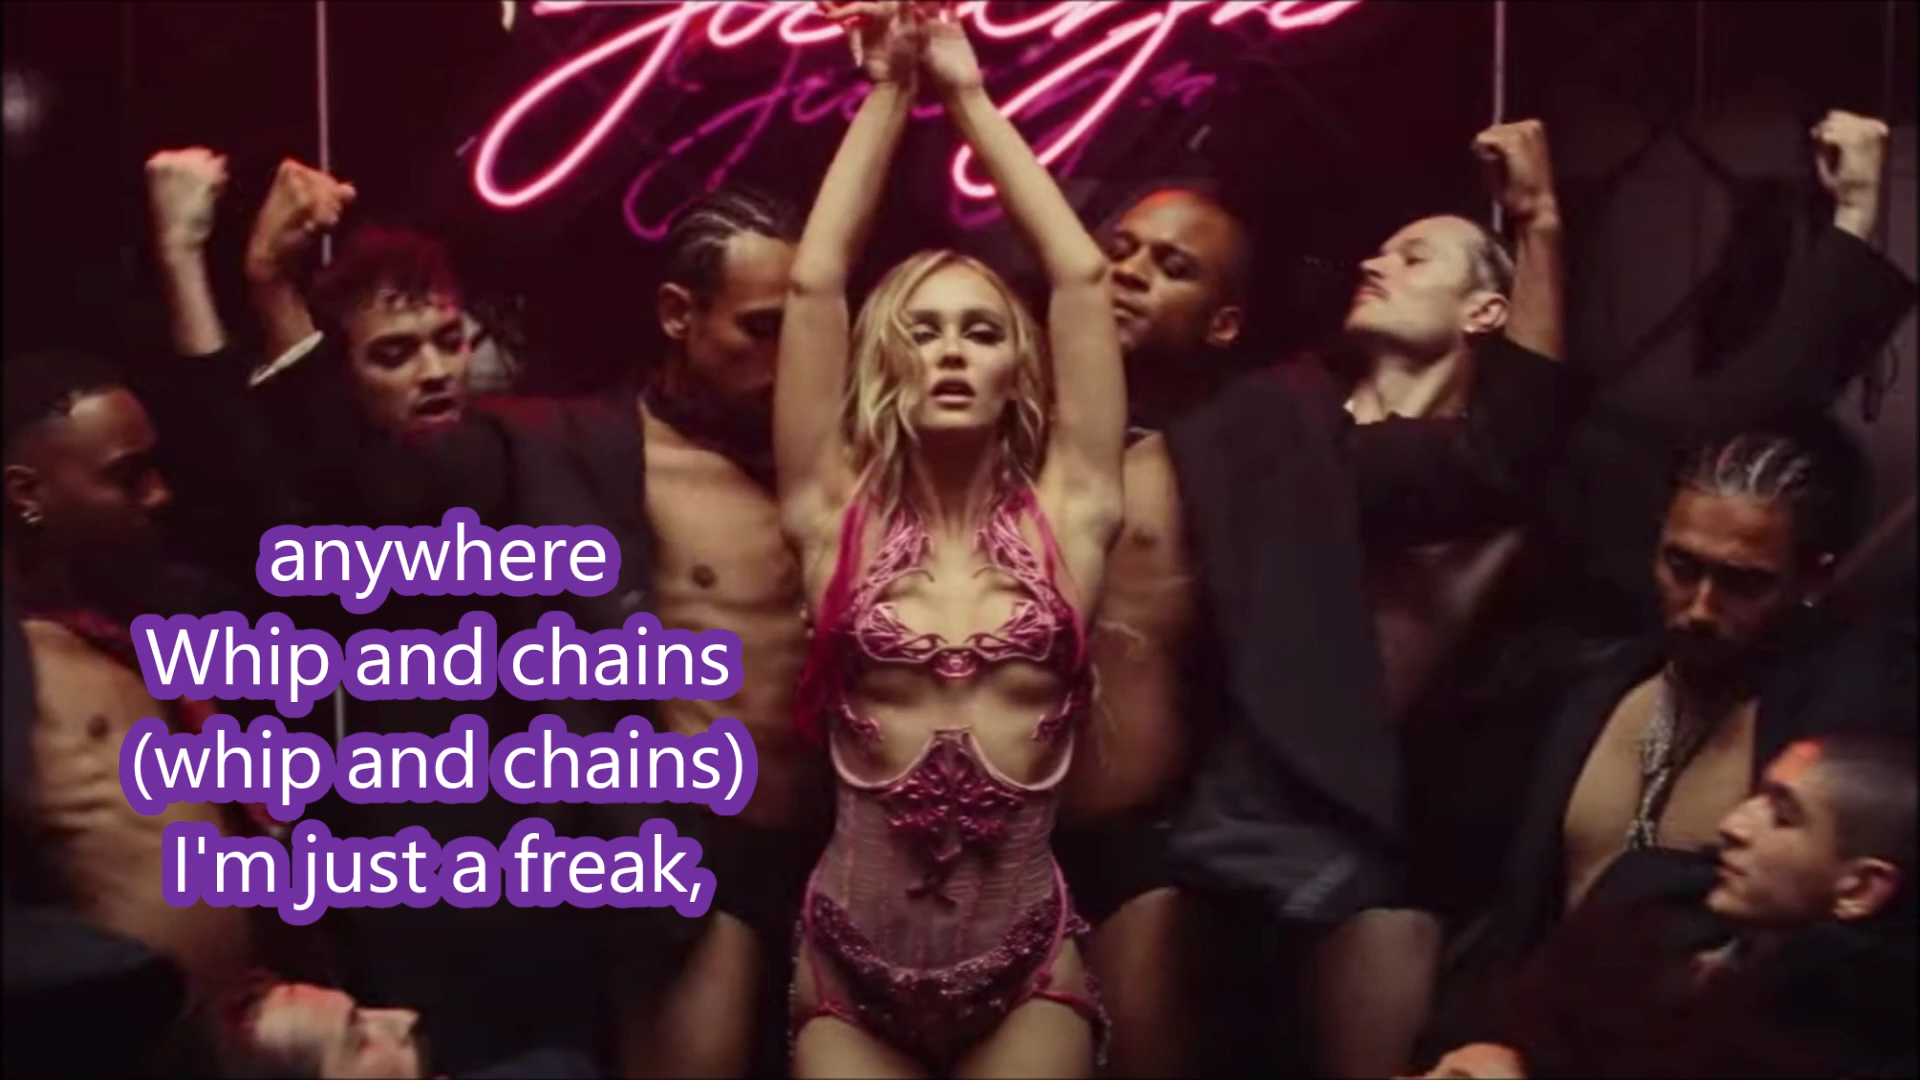 anywhere
Whip and chains
(whip and chains)
I'm just a freak,